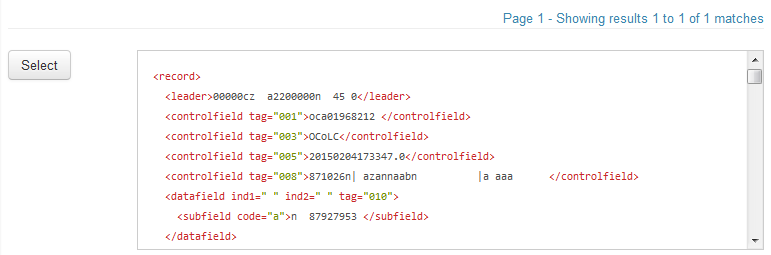 Page 1 - Showing results 1 to 1 of 1 matches
Select
<record>
<leader>00000cz  a2200000n  45 0</leader>
<controlfield tag="001">oca01968212 </controlfield>
<controlfield tag="003">OCoLC</controlfield>
<controlfield tag="005">20150204173347.0</controlfield>
<controlfield tag="008">871026n| azannaabn          |a aaa      </controlfield>
<datafield ind1=" " ind2=" " tag="010">
<subfield code="a">n  87927953 </subfield>
</datafield>